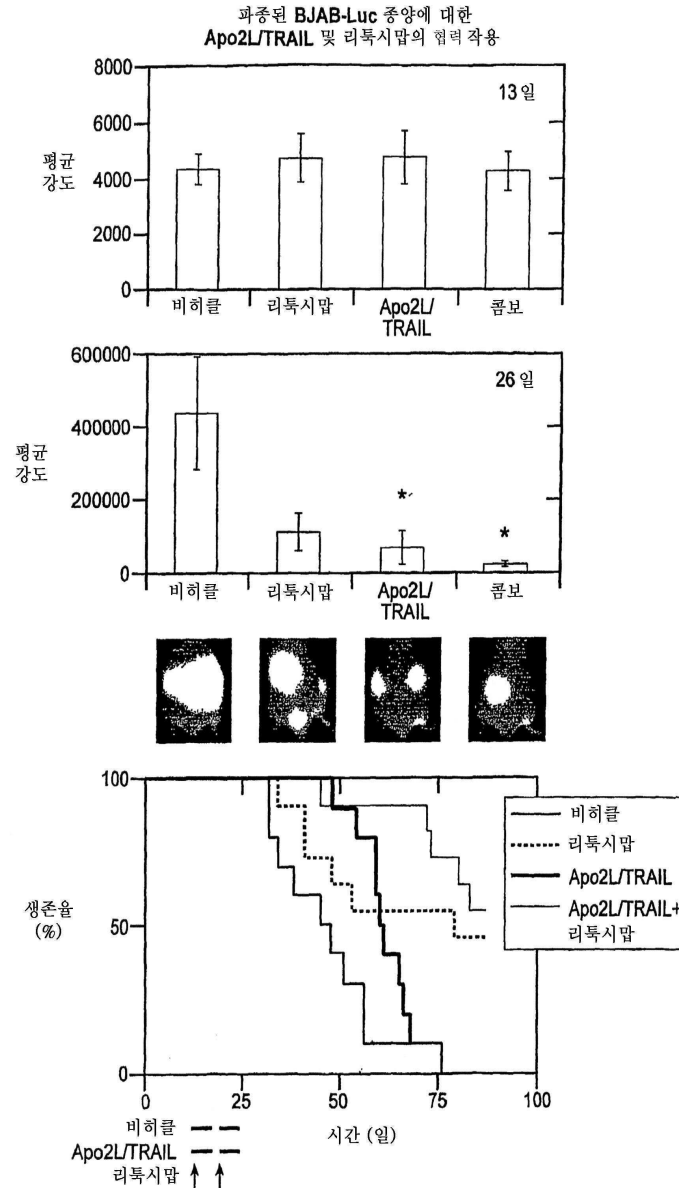 파종된 BJAB-Luc 종양에 대한
Apo2L/TRAIL 및 리툭시맙의 협력작용
8000
6000
4000
2000
0
평균
강도
13일
비히클
리툭시맙
Apo2L/
TRAIL
콤보
600000
400000
200000
0
평균
강도
26일
*
*
비히클
리툭시맙
Apo2L/
TRAIL
콤보
100
50
0
생존율
(%)
비히클
리툭시맙
Apo2L/TRAIL
Apo2L/TRAIL+
리툭시맙
0
25
50
75
100
시간 (일)
비히클
Apo2L/TRAIL
리툭시맙